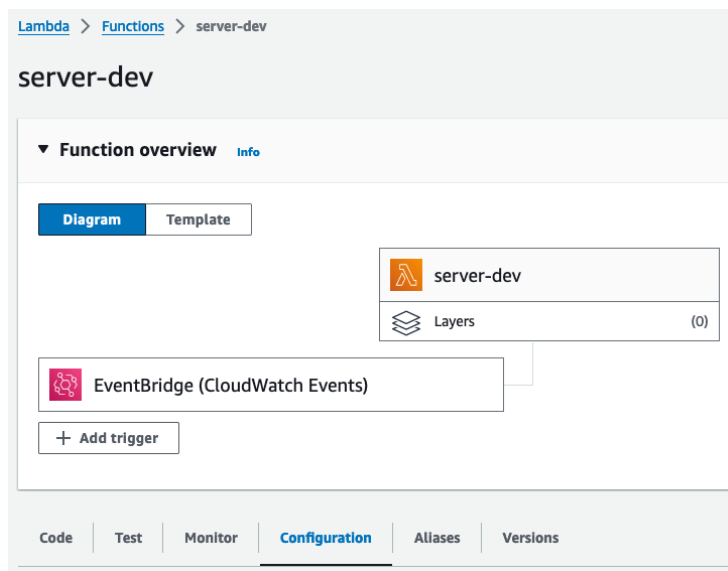 Lambda > Functions > server-dev
server-dev
Function overview Info
Diagram Template
server-dev
Layers (0)
EventBridge (CloudWatch Events)
+ Add trigger
Code Test Monitor Configuration Aliases Versions